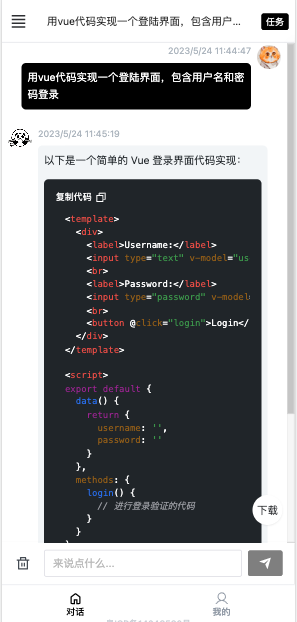 用vue代码实现一个登陆界面，包含用户...
任务
2023/5/24 11:44:47
用vue代码实现一个登陆界面，包含用户名和密
码登录
2023/5/24 11:45:19
以下是一个简单的 Vue 登录界面代码实现：
复制代码
<template>
<div>
<label>Username:</label>
<input type="text" v-model="us
<br>
<label>Password:</label>
<input type="password" v-model
<br>
<button @click="login">Login</
</div>
</template>
<script>
export default {
data() {
return {
username: '',
password: ''
}
},
methods: {
login() {
// 进行登录验证的代码
}
}
下载
来说点什么...
对话
我的